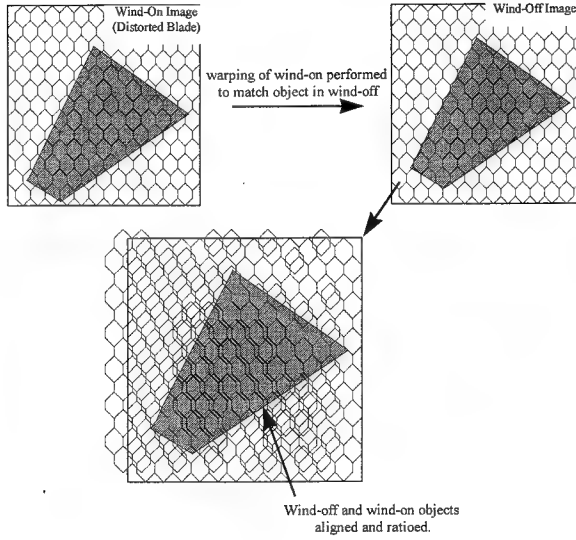 Wind-On Image
(Distorted Blade)
Wind-Off Image
warping of wind-on performed
to match object in wind-off
Wind-off and wind-on objects
aligned and ratioed.